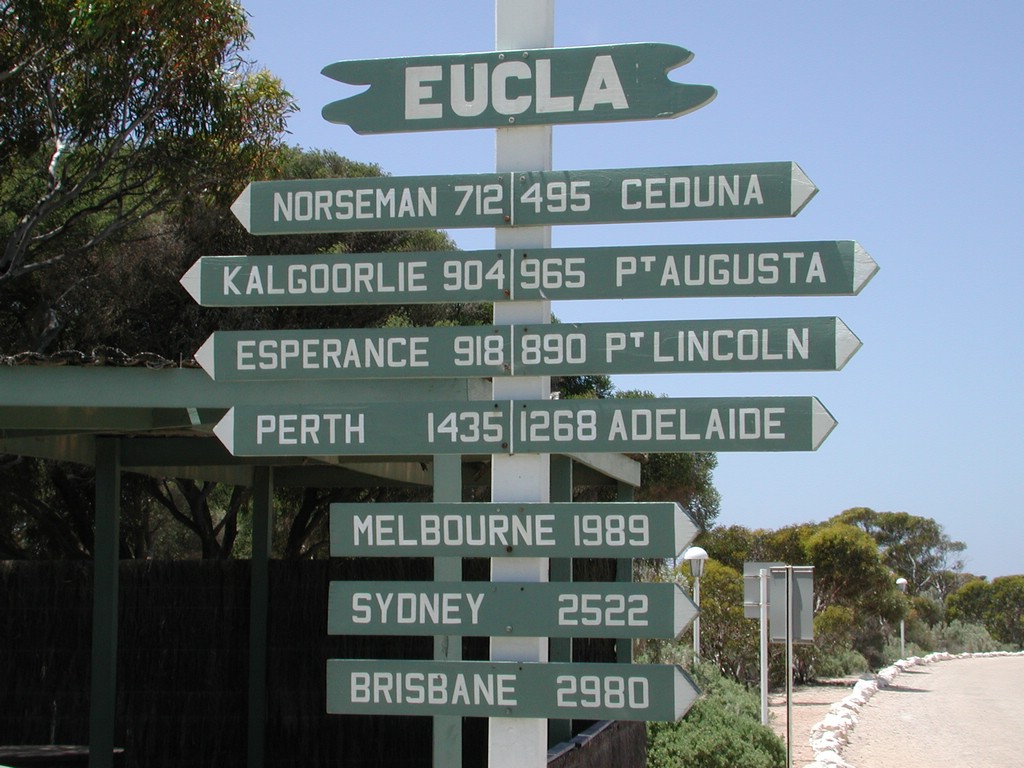 EUCLA
NORSEMAN 712 495 CEDUNA
KALGOORLIE 904 965 PT AUGUSTA
ESPERANCE 918 890 PT LINCOLN
PERTH 1435 1268 ADELAIDE
MELBOURNE 1989
SYDNEY 2522
BRISBANE 2980